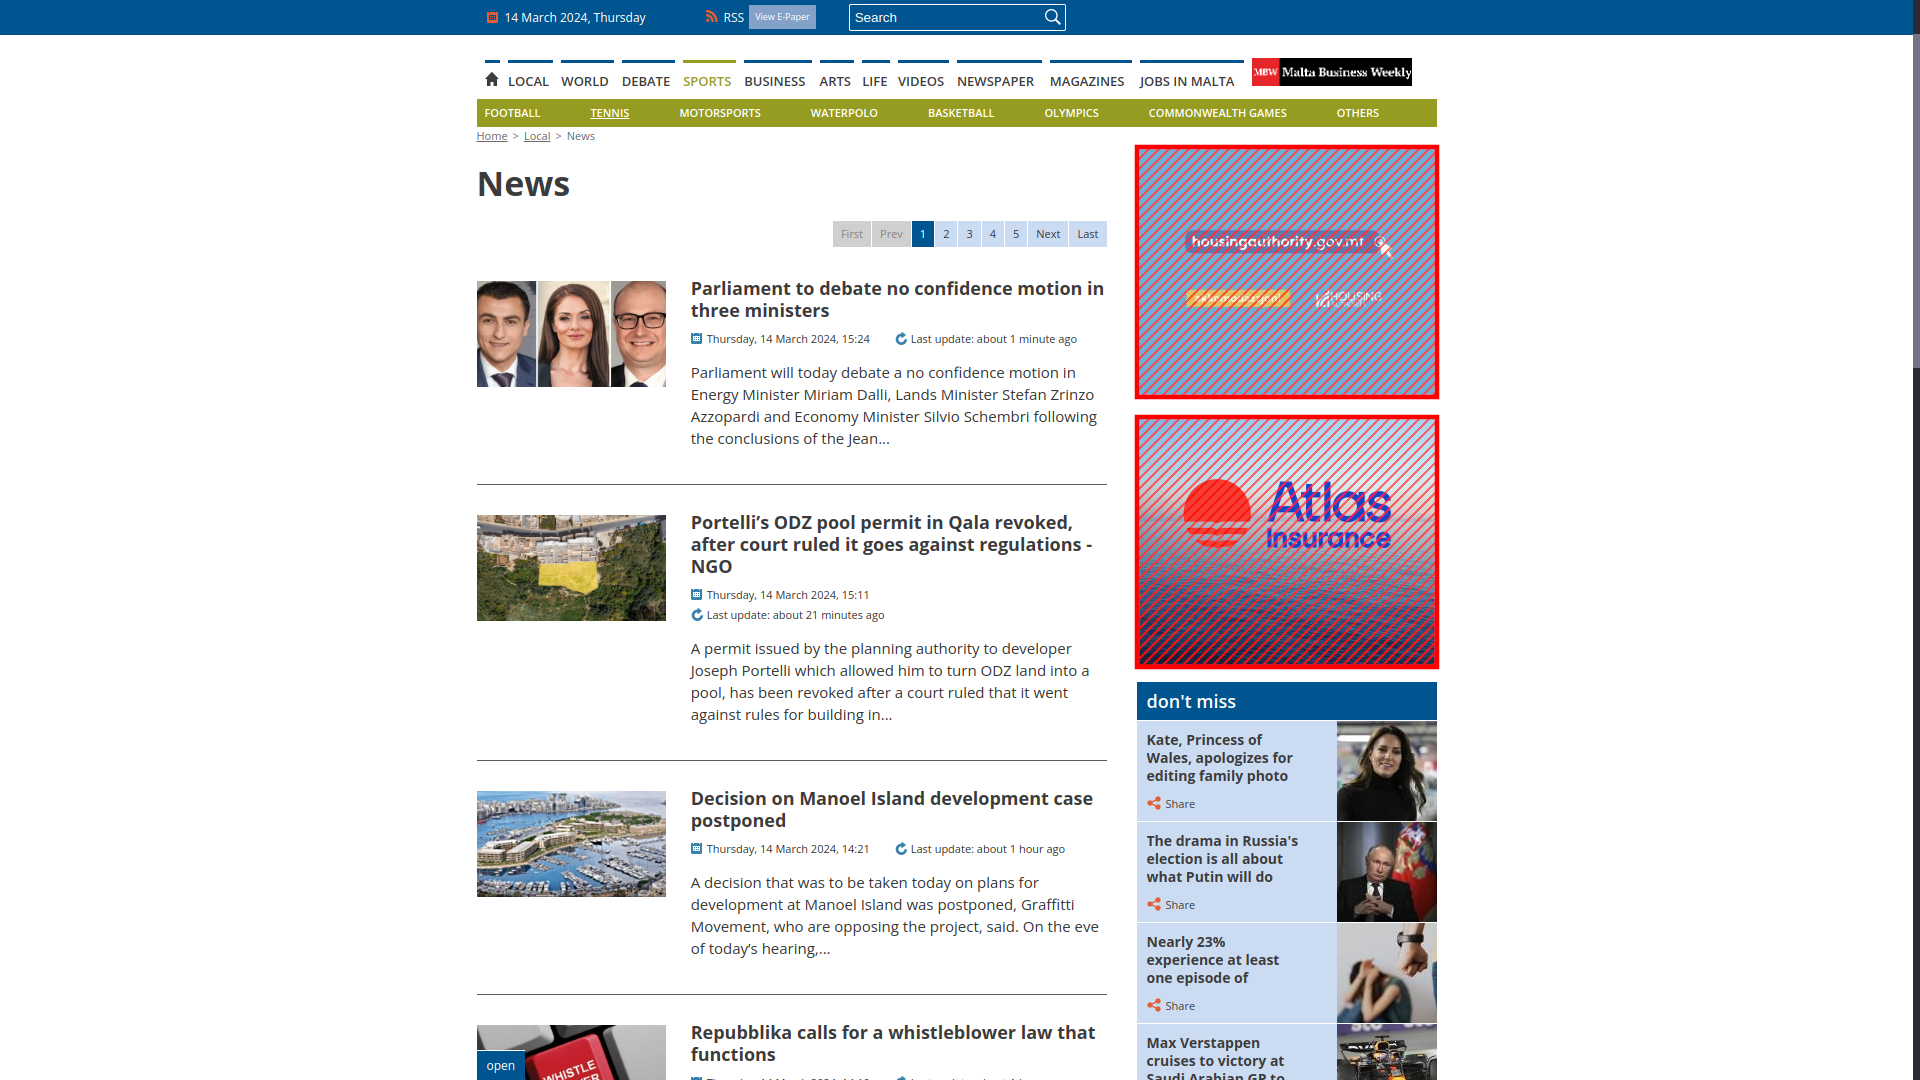 14 March 2024, Thursday
RSS
View E-Paper
Search
LOCAL
WORLD
DEBATE
SPORTS
BUSINESS
ARTS
LIFE
VIDEOS
NEWSPAPER
MAGAZINES
JOBS IN MALTA
MBW Malta Business Weekly
FOOTBALL
TENNIS
MOTORSPORTS
WATERPOLO
BASKETBALL
OLYMPICS
COMMONWEALTH GAMES
OTHERS
Home > Local > News
News
First Prev 1 2 3 4 5 Next Last
Parliament to debate no confidence motion in
three ministers
Thursday, 14 March 2024, 15:24
Last update: about 1 minute ago
Parliament will today debate a no confidence motion in
Energy Minister Miriam Dalli, Lands Minister Stefan Zrinzo
Azzopardi and Economy Minister Silvio Schembri following
the conclusions of the Jean...
Portelli’s ODZ pool permit in Qala revoked,
after court ruled it goes against regulations -
NGO
Thursday, 14 March 2024, 15:11
Last update: about 21 minutes ago
A permit issued by the planning authority to developer
Joseph Portelli which allowed him to turn ODZ land into a
pool, has been revoked after a court ruled that it went
against rules for building in...
Decision on Manoel Island development case
postponed
Thursday, 14 March 2024, 14:21
Last update: about 1 hour ago
A decision that was to be taken today on plans for
development at Manoel Island was postponed, Graffitti
Movement, who are opposing the project, said. On the eve
of today’s hearing,...
Repubblika calls for a whistleblower law that
functions
WHISTLE
open
housingauthority.gov.mt
HOUSING
Atlas
Insurance
don't miss
Kate, Princess of
Wales, apologizes for
editing family photo
Share
The drama in Russia's
election is all about
what Putin will do
Share
Nearly 23%
experience at least
one episode of
Share
Max Verstappen
cruises to victory at
Saudi Arabian GP to